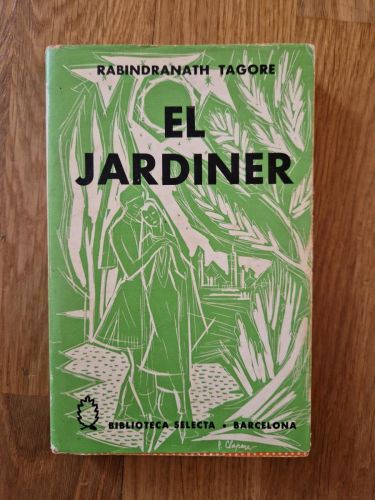 RABINDRANATH TAGORE
EL
JARDINER
BIBLIOTECA SELECTA • BARCELONA